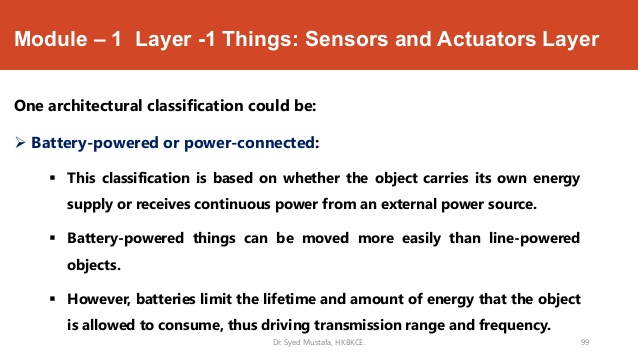 Module – 1 Layer -1 Things: Sensors and Actuators Layer
One architectural classification could be:
➢ Battery-powered or power-connected:
▪ This classification is based on whether the object carries its own energy
supply or receives continuous power from an external power source.
▪ Battery-powered things can be moved more easily than line-powered
objects.
▪ However, batteries limit the lifetime and amount of energy that the object
is allowed to consume, thus driving transmission range and frequency.
Dr. Syed Mustafa, HKBKCE. 99